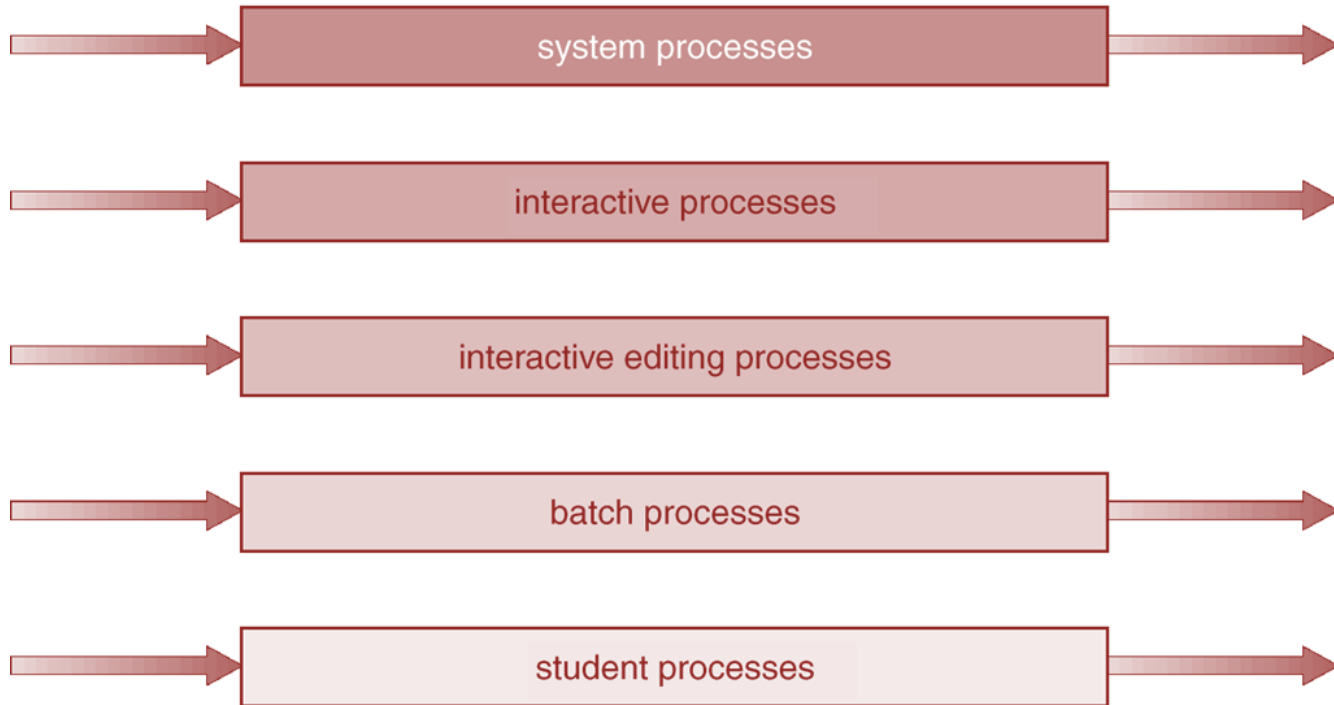 system processes
interactive processes
interactive editing processes
batch processes
student processes